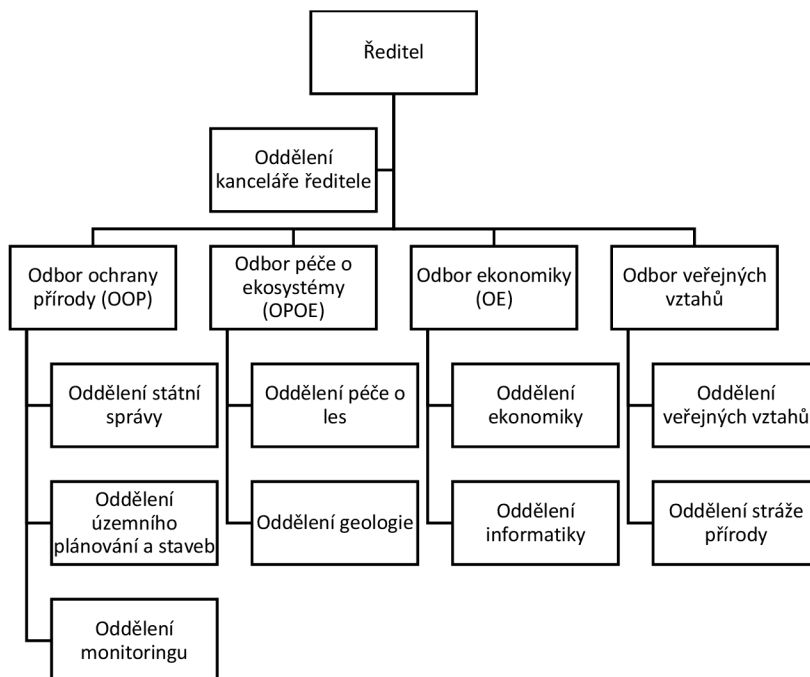 Ředitel
Oddělení
kanceláře ředitele
Odbor ochrany
přírody (OOP)
Odbor péče o
ekosystémy
(OPOE)
Odbor ekonomiky
(OE)
Odbor veřejných
vztahů
Oddělení státní
správy
Oddělení
územního
plánování a staveb
Oddělení
monitoringu
Oddělení péče o
les
Oddělení geologie
Oddělení
ekonomiky
Oddělení
informatiky
Oddělení
veřejných vztahů
Oddělení stráže
přírody